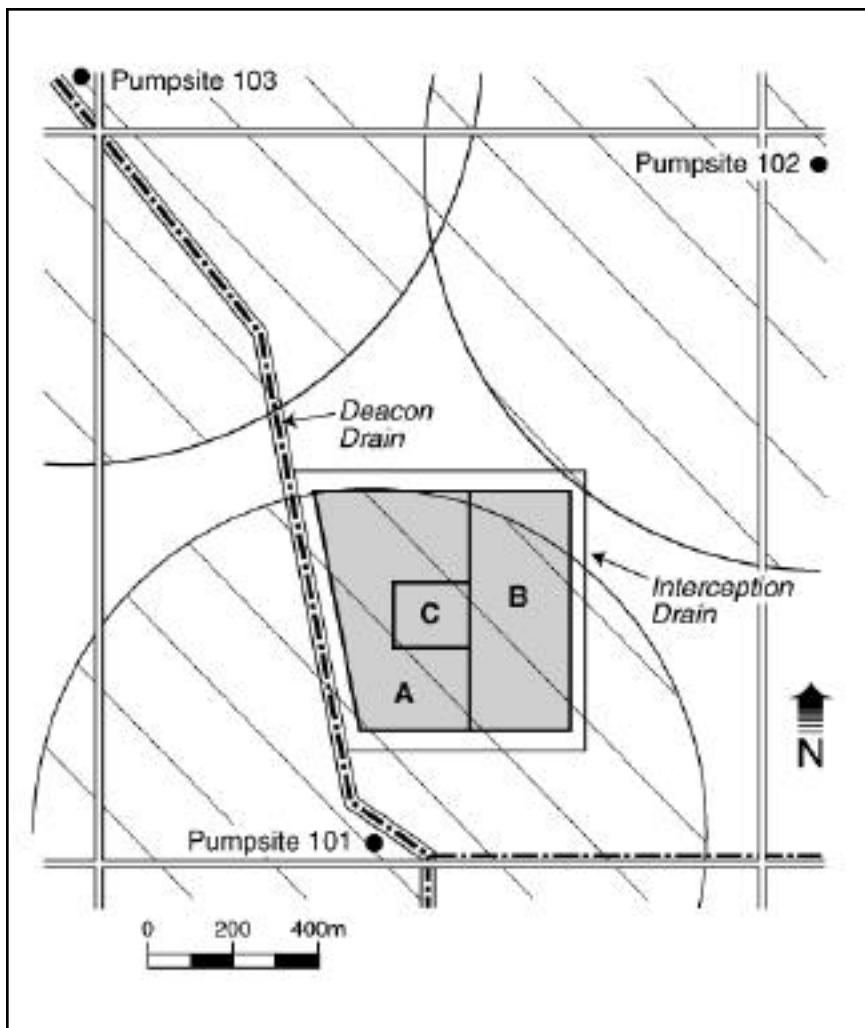 Pumpsite 103
Pumpsite 102
Deacon
Drain
Interception
Drain
B
C
A
N
Pumpsite 101
0 200 400m